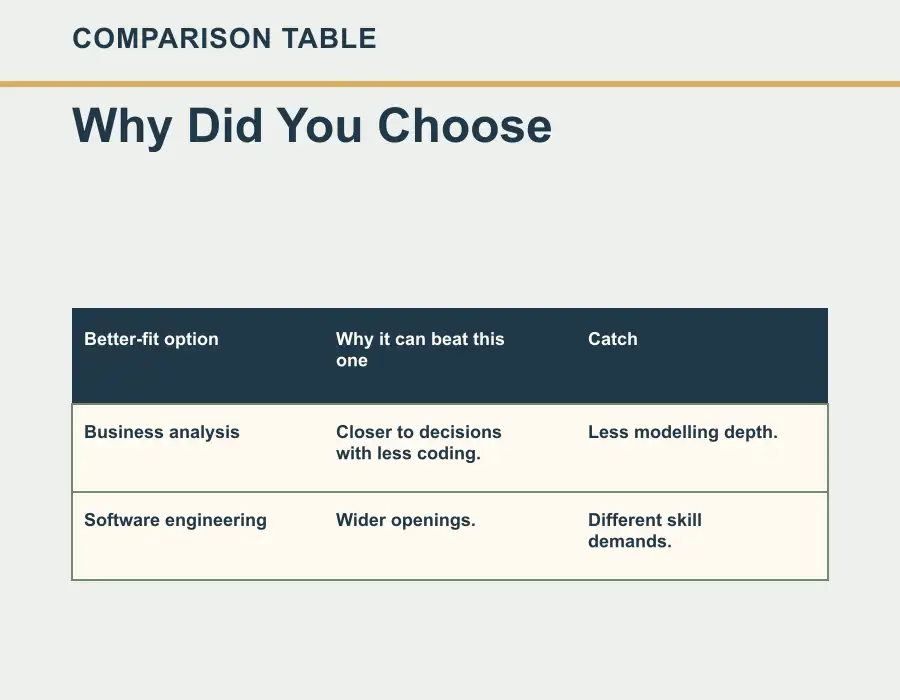 COMPARISON TABLE
Why Did You Choose
Better-fit option
Why it can beat this
one
Catch
Business analysis
Closer to decisions
with less coding.
Less modelling depth.
Software engineering
Wider openings.
Different skill
demands.